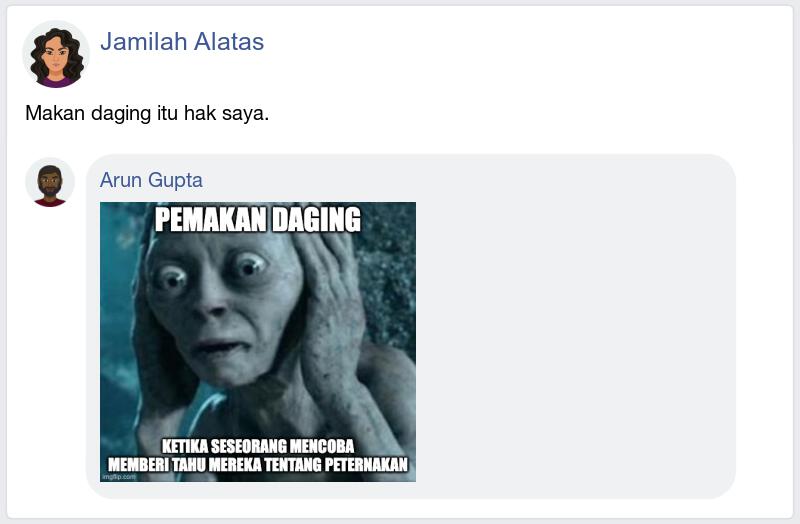 Jamilah Alatas
Makan daging itu hak saya.
Arun Gupta
PEMAKAN DAGING
KETIKA SESEORANG MENCOBA
MEMBERI TAHU MEREKA TENTANG PETERNAKAN
imgflip.com